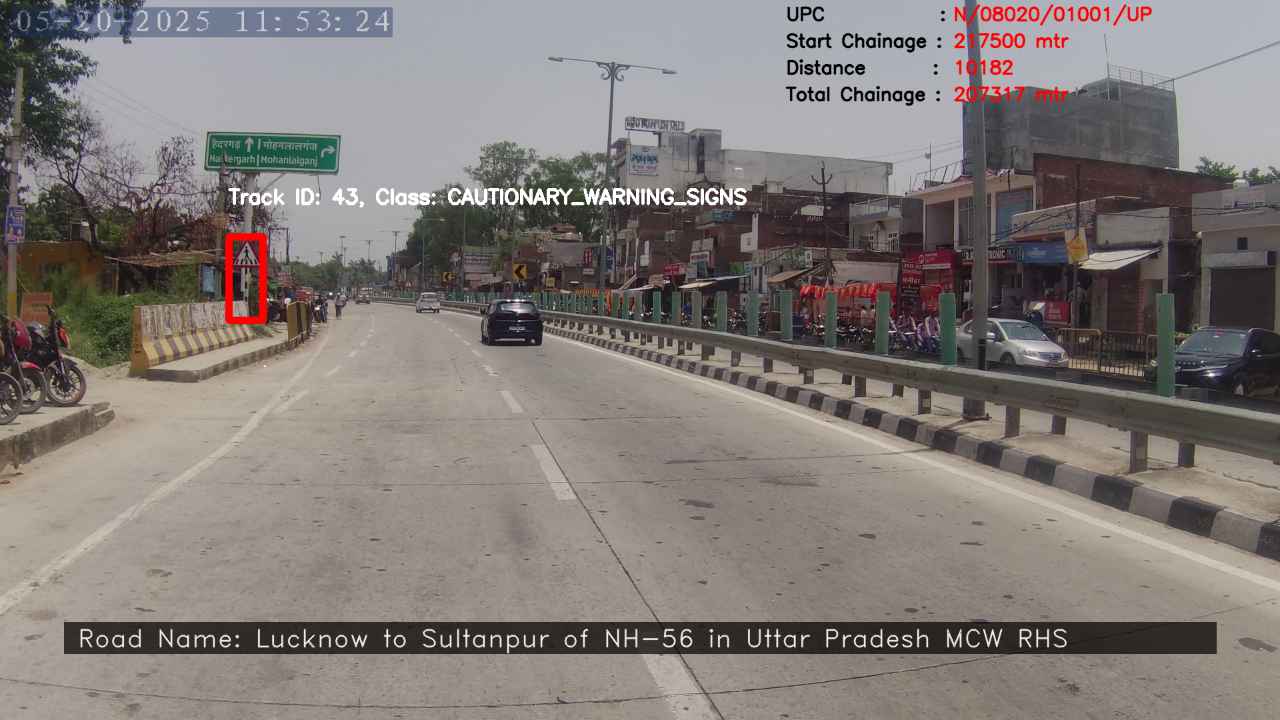 05-20-2025 11:53:24
UPC : N/08020/01001/UP
Start Chainage : 217500 mtr
Distance : 10182
Total Chainage : 207317 mtr
हैदरगढ़ मोहनलालगंज
Haidergarh Mohanlalganj
Track ID: 43, Class: CAUTIONARY_WARNING_SIGNS
Road Name: Lucknow to Sultanpur of NH-56 in Uttar Pradesh MCW RHS